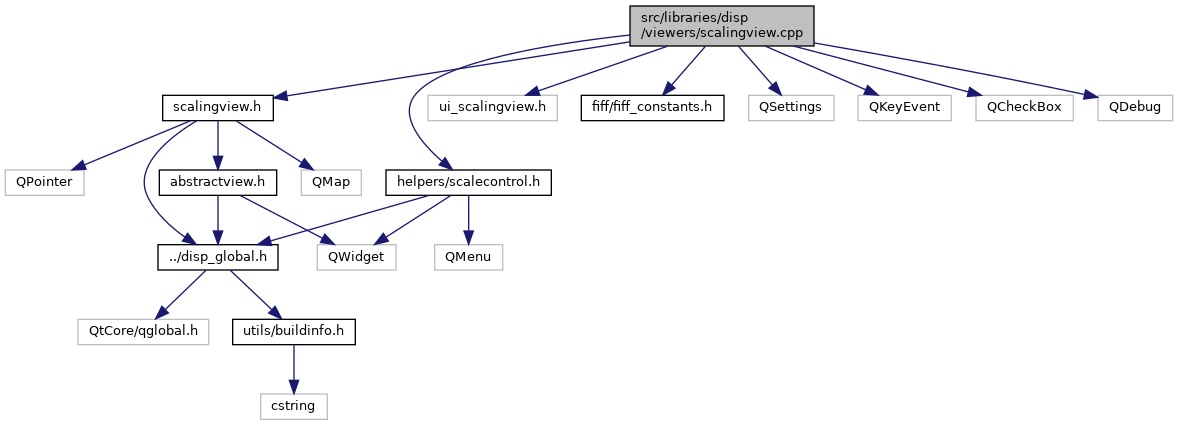 src/libraries/disp
/viewers/scalingview.cpp
scalingview.h
ui_scalingview.h
fiff/fiff_constants.h
QSettings
QKeyEvent
QCheckBox
QDebug
QPointer
abstractview.h
QMap
helpers/scalecontrol.h
../disp_global.h
QWidget
QMenu
QtCore/qglobal.h
utils/buildinfo.h
cstring